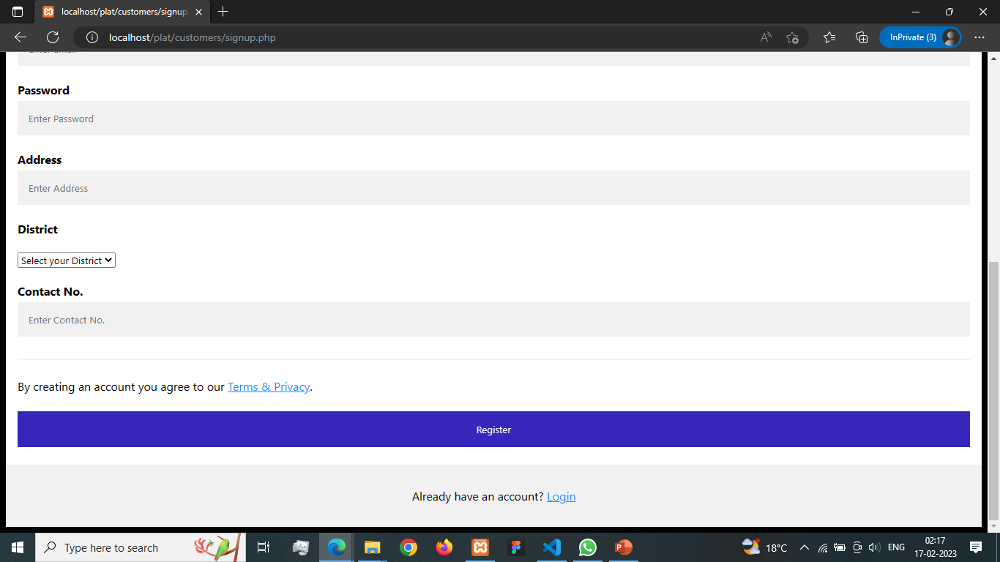 localhost/plat/customers/signup.
localhost/plat/customers/signup.php
InPrivate (3)
Enter Email
Password
Enter Password
Address
Enter Address
District
Select your District
Contact No.
Enter Contact No.
By creating an account you agree to our Terms & Privacy.
Register
Already have an account? Login
Type here to search
18°C
ENG
02:17
17-02-2023